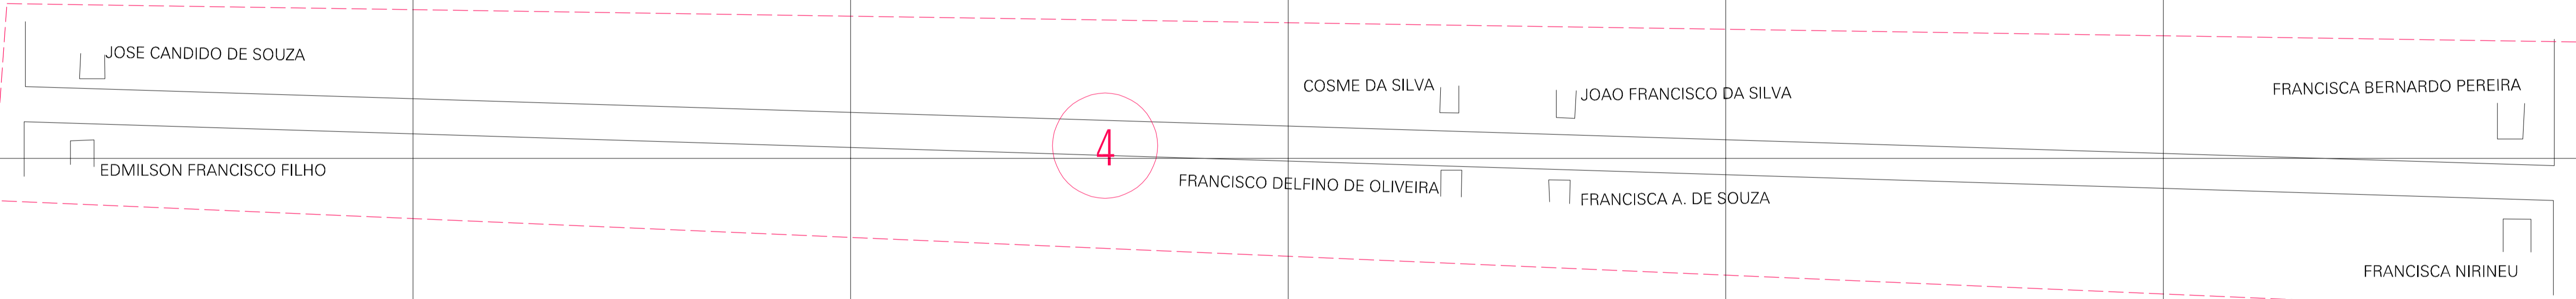 JOSE CANDIDO DE SOUZA
COSME DA SILVA
JOAO FRANCISCO DA SILVA
FRANCISCA BERNARDO PEREIRA
4
EDMILSON FRANCISCO FILHO
FRANCISCO DELFINO DE OLIVEIRA
FRANCISCA A. DE SOUZA
FRANCISCA NIRINEU